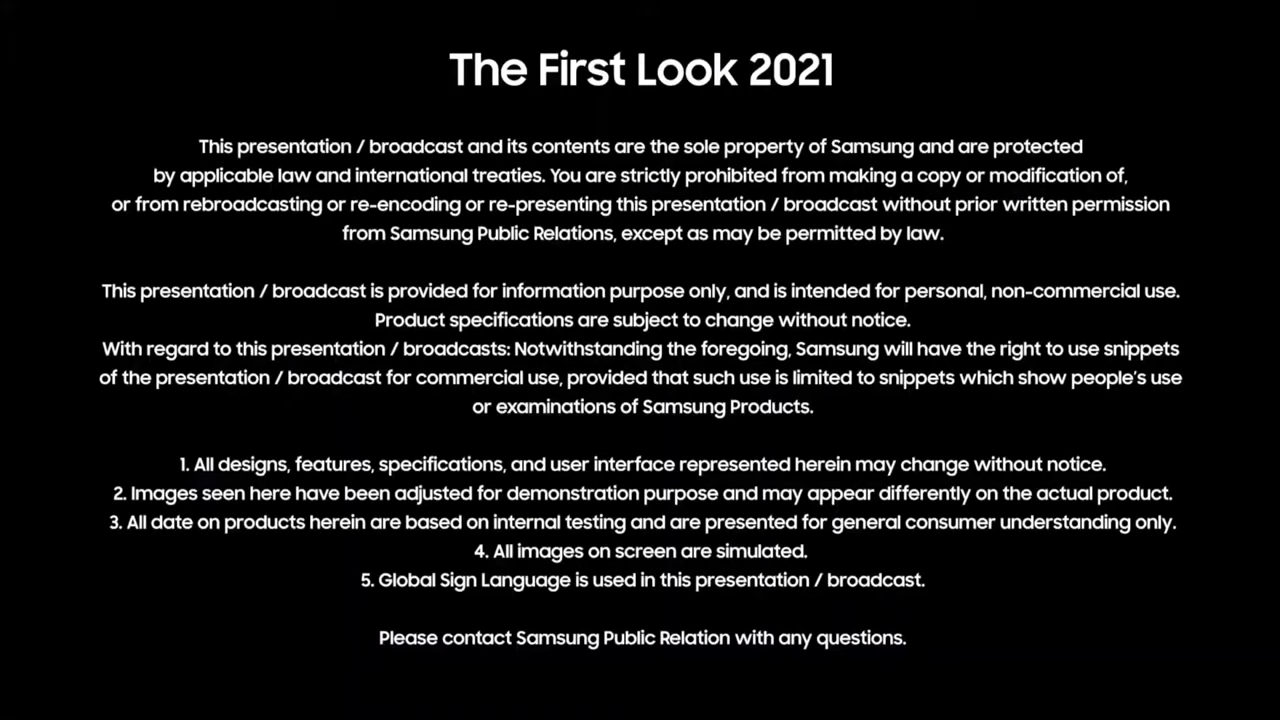 The First Look 2021
This presentation / broadcast and its contents are the sole property of Samsung and are protected
by applicable law and international treaties. You are strictly prohibited from making a copy or modification of,
or from rebroadcasting or re-encoding or re-presenting this presentation / broadcast without prior written permission
from Samsung Public Relations, except as may be permitted by law.
This presentation / broadcast is provided for information purpose only, and is intended for personal, non-commercial use.
Product specifications are subject to change without notice.
With regard to this presentation / broadcasts: Notwithstanding the foregoing, Samsung will have the right to use snippets
of the presentation / broadcast for commercial use, provided that such use is limited to snippets which show people's use
or examinations of Samsung Products.
1. All designs, features, specifications, and user interface represented herein may change without notice.
2. Images seen here have been adjusted for demonstration purpose and may appear differently on the actual product.
3. All date on products herein are based on internal testing and are presented for general consumer understanding only.
4. All images on screen are simulated.
5. Global Sign Language is used in this presentation / broadcast.
Please contact Samsung Public Relation with any questions.